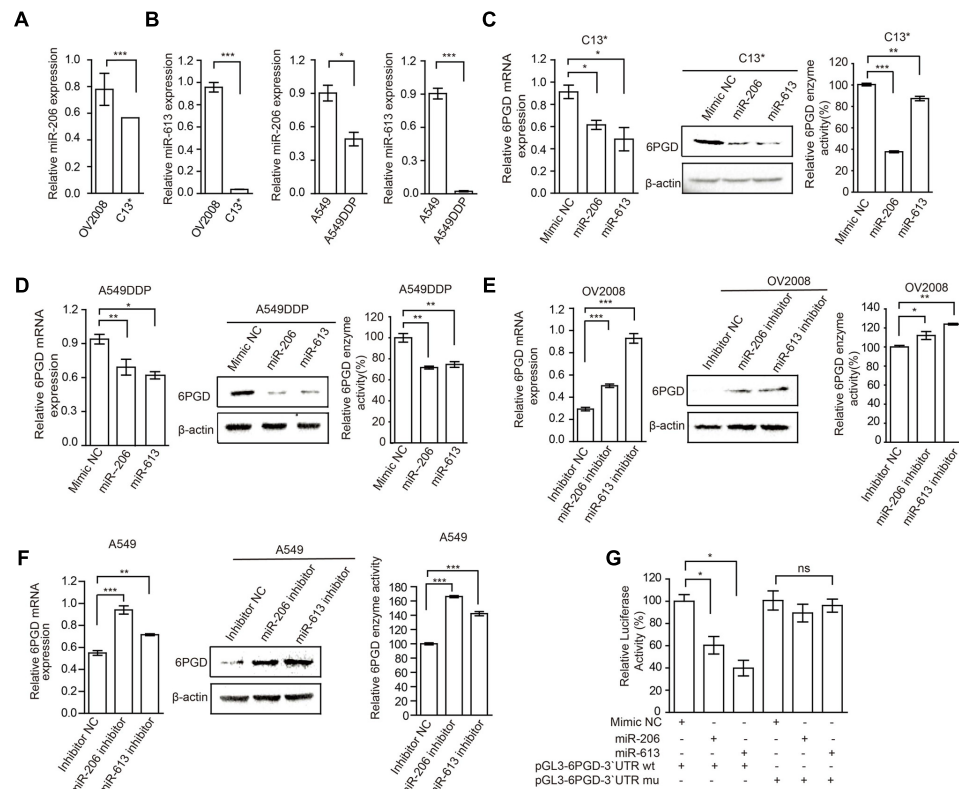 A
Relative miR-206 expression
1.0
0.8
0.6
0.4
0.2
0.0
***
OV2008
C13*
B
Relative miR-613 expression
1.2
0.9
0.6
0.3
0.0
***
OV2008
C13*
Relative miR-206 expression
1.2
0.9
0.6
0.3
0.0
*
A549
A549DDP
Relative miR-613 expression
1.2
0.9
0.6
0.3
0.0
***
A549
A549DDP
C
C13*
Relative 6PGD mRNA
expression
1.2
1.0
0.8
0.6
0.4
0.2
0.0
*
*
Mimic NC
miR-206
miR-613
C13*
Mimic NC
miR-206
miR-613
6PGD
β-actin
C13*
Relative 6PGD enzyme
activity(%)
120
100
80
60
40
20
0
**
***
Mimic NC
miR-206
miR-613
D
A549DDP
Relative 6PGD mRNA
expression
1.2
0.9
0.6
0.3
0.0
*
**
Mimic NC
miR–206
miR-613
A549DDP
Mimic NC
miR-206
miR-613
6PGD
β-actin
A549DDP
Relative 6PGD enzyme
activity(%)
120
100
80
60
40
20
0
**
**
Mimic NC
miR–206
miR-613
E
OV2008
Relative 6PGD mRNA
expression
1.2
0.9
0.6
0.3
0.0
***
***
Inhibitor NC
miR-206 inhibitor
miR-613 inhibitor
OV2008
Inhibitor NC
miR-206 inhibitor
miR-613 inhibitor
6PGD
β-actin
OV2008
Relative 6PGD enzyme
activity(%)
140
120
100
80
60
40
20
0
**
*
Inhibitor NC
miR-206 inhibitor
miR-613 inhibitor
F
A549
Relative 6PGD mRNA
expression
1.2
1.0
0.8
0.6
0.4
0.2
0.0
**
***
Inhibitor NC
miR-206 inhibitor
miR-613 inhibitor
A549
Inhibitor NC
miR-206 inhibitor
miR-613 inhibitor
6PGD
β-actin
A549
Relative 6PGD enzyme activity
180
160
140
120
100
80
60
40
20
0
***
***
Inhibitor NC
miR-206 inhibitor
miR-613 inhibitor
G
Relative Luciferase
Activity (%)
120
100
80
60
40
20
0
*
*
ns
Mimic NC + - - + - -
miR-206 - + - - + -
miR-613 - - + - - +
pGL3-6PGD-3`UTR wt + + + - - -
pGL3-6PGD-3`UTR mu - - - + + +